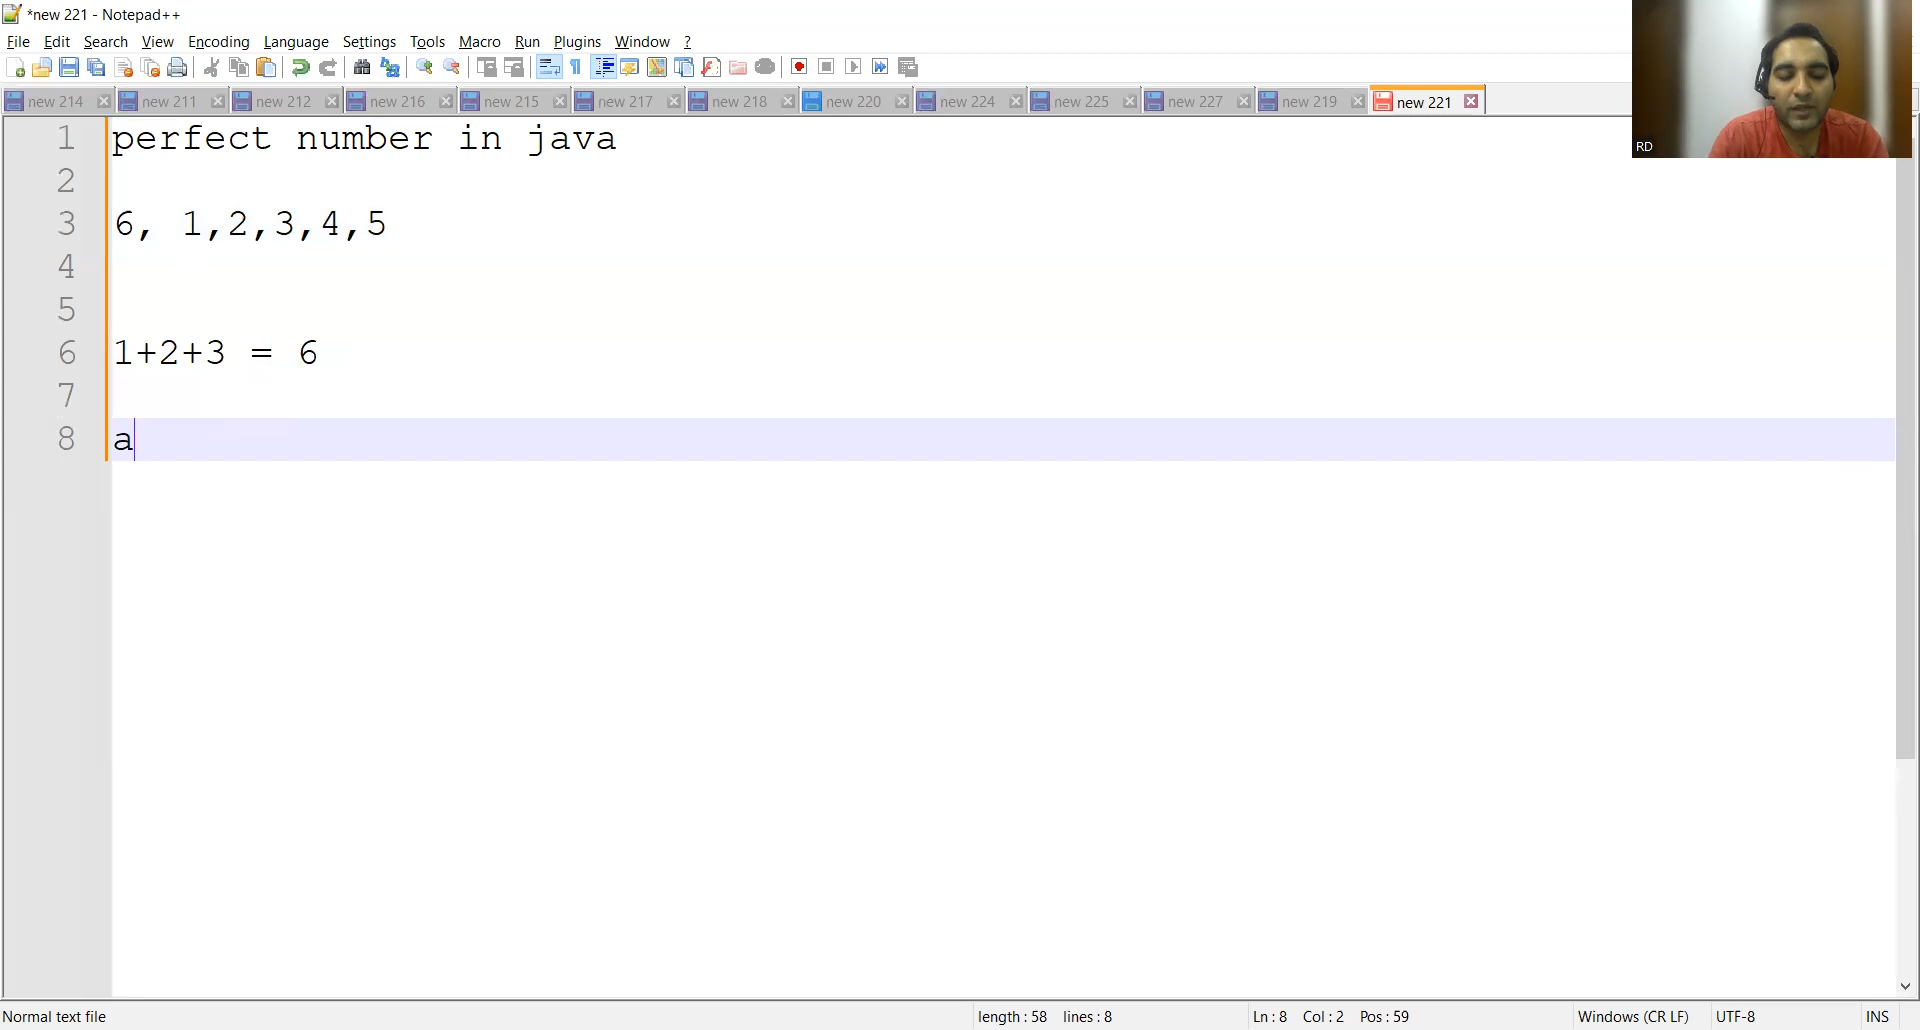 *new 221 - Notepad++
File Edit Search View Encoding Language Settings Tools Macro Run Plugins Window ?
new 214 new 211 new 212 new 216 new 215 new 217 new 218 new 220 new 224 new 225 new 227 new 219 new 221
RD
1 perfect number in java
2
3 6, 1,2,3,4,5
4
5
6 1+2+3 = 6
7
8 a
Normal text file length : 58 lines : 8 Ln : 8 Col : 2 Pos : 59 Windows (CR LF) UTF-8 INS